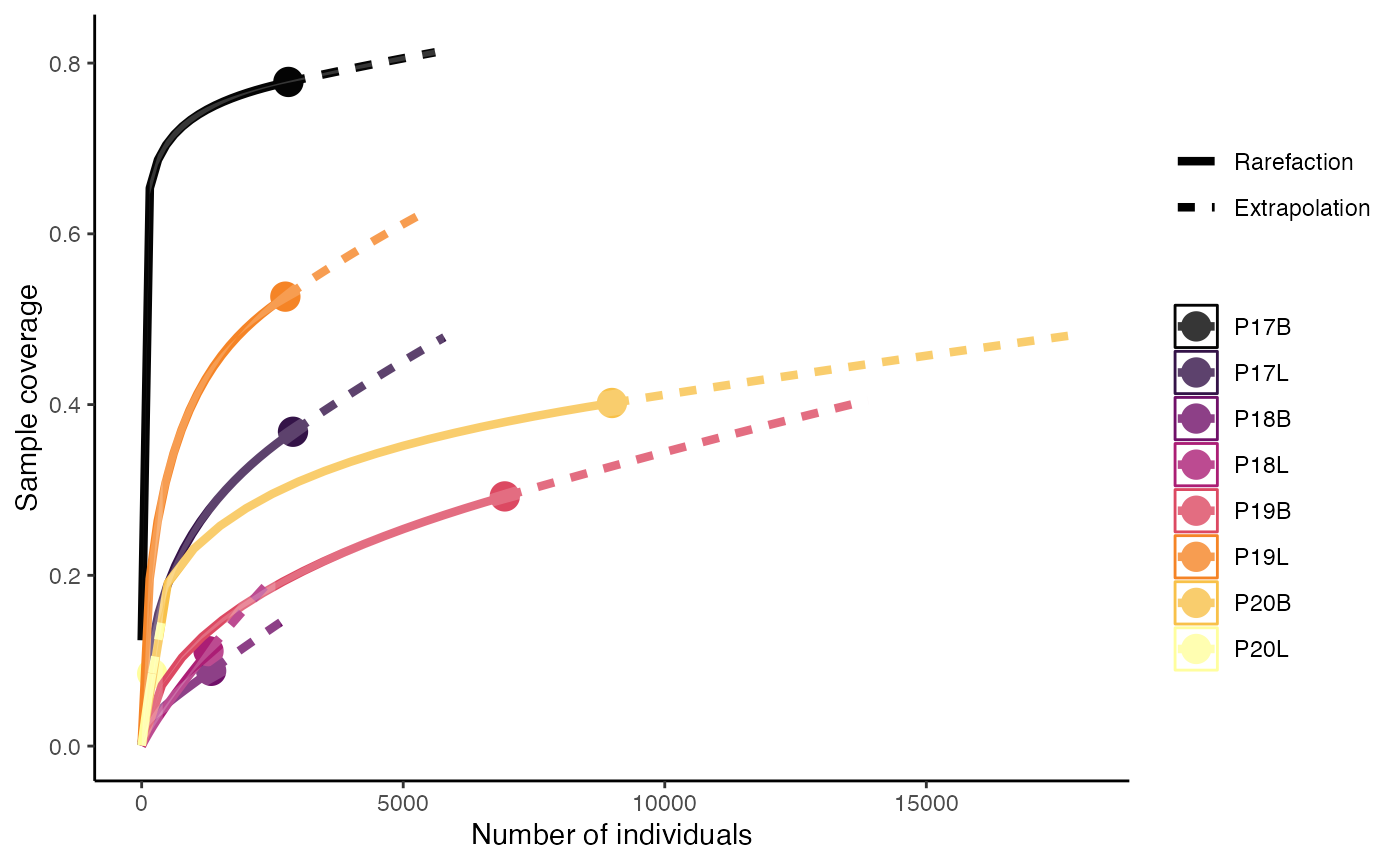 Sample coverage
0.8
0.6
0.4
0.2
0.0
0
5000
10000
15000
Number of individuals
Rarefaction
Extrapolation
P17B
P17L
P18B
P18L
P19B
P19L
P20B
P20L